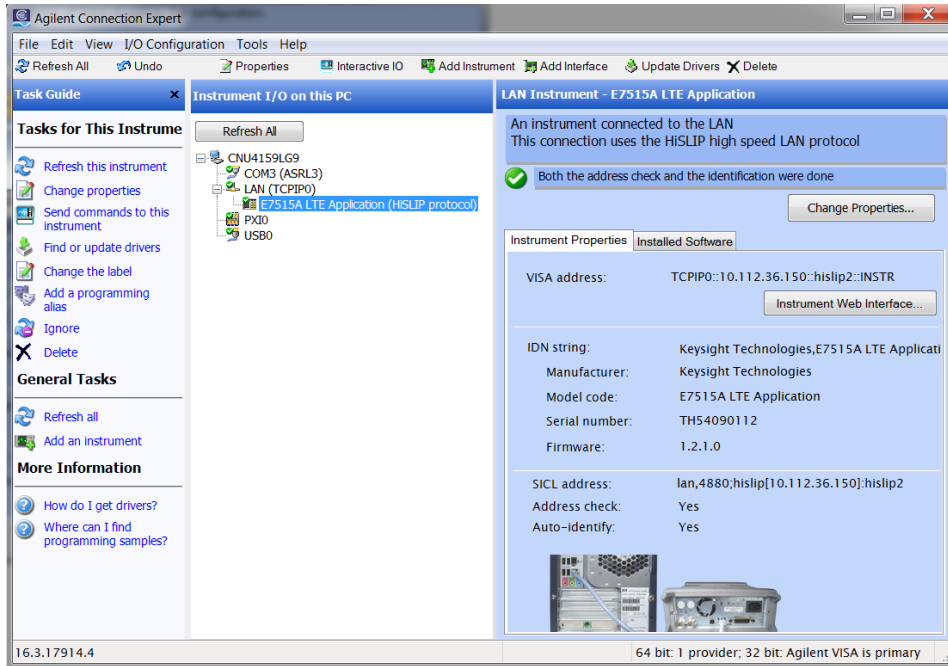 Agilent Connection Expert
File Edit View I/O Configuration Tools Help
Refresh All Undo Properties Interactive IO Add Instrument Add Interface Update Drivers Delete
Task Guide
Tasks for This Instrume
Refresh this instrument
Change properties
Send commands to this
instrument
Find or update drivers
Change the label
Add a programming
alias
Ignore
Delete
General Tasks
Refresh all
Add an instrument
More Information
How do I get drivers?
Where can I find
programming samples?
Instrument I/O on this PC
Refresh All
CNU4159LG9
COM3 (ASRL3)
LAN (TCPIP0)
E7515A LTE Application (HiSLIP protocol)
PXI0
USB0
LAN Instrument - E7515A LTE Application
An instrument connected to the LAN
This connection uses the HiSLIP high speed LAN protocol
Both the address check and the identification were done
Change Properties...
Instrument Properties Installed Software
VISA address: TCPIP0::10.112.36.150::hislip2::INSTR
Instrument Web Interface...
IDN string: Keysight Technologies,E7515A LTE Applicati
Manufacturer: Keysight Technologies
Model code: E7515A LTE Application
Serial number: TH54090112
Firmware: 1.2.1.0
SICL address: lan,4880;hislip[10.112.36.150]:hislip2
Address check: Yes
Auto-identify: Yes
16.3.17914.4
64 bit: 1 provider; 32 bit: Agilent VISA is primary